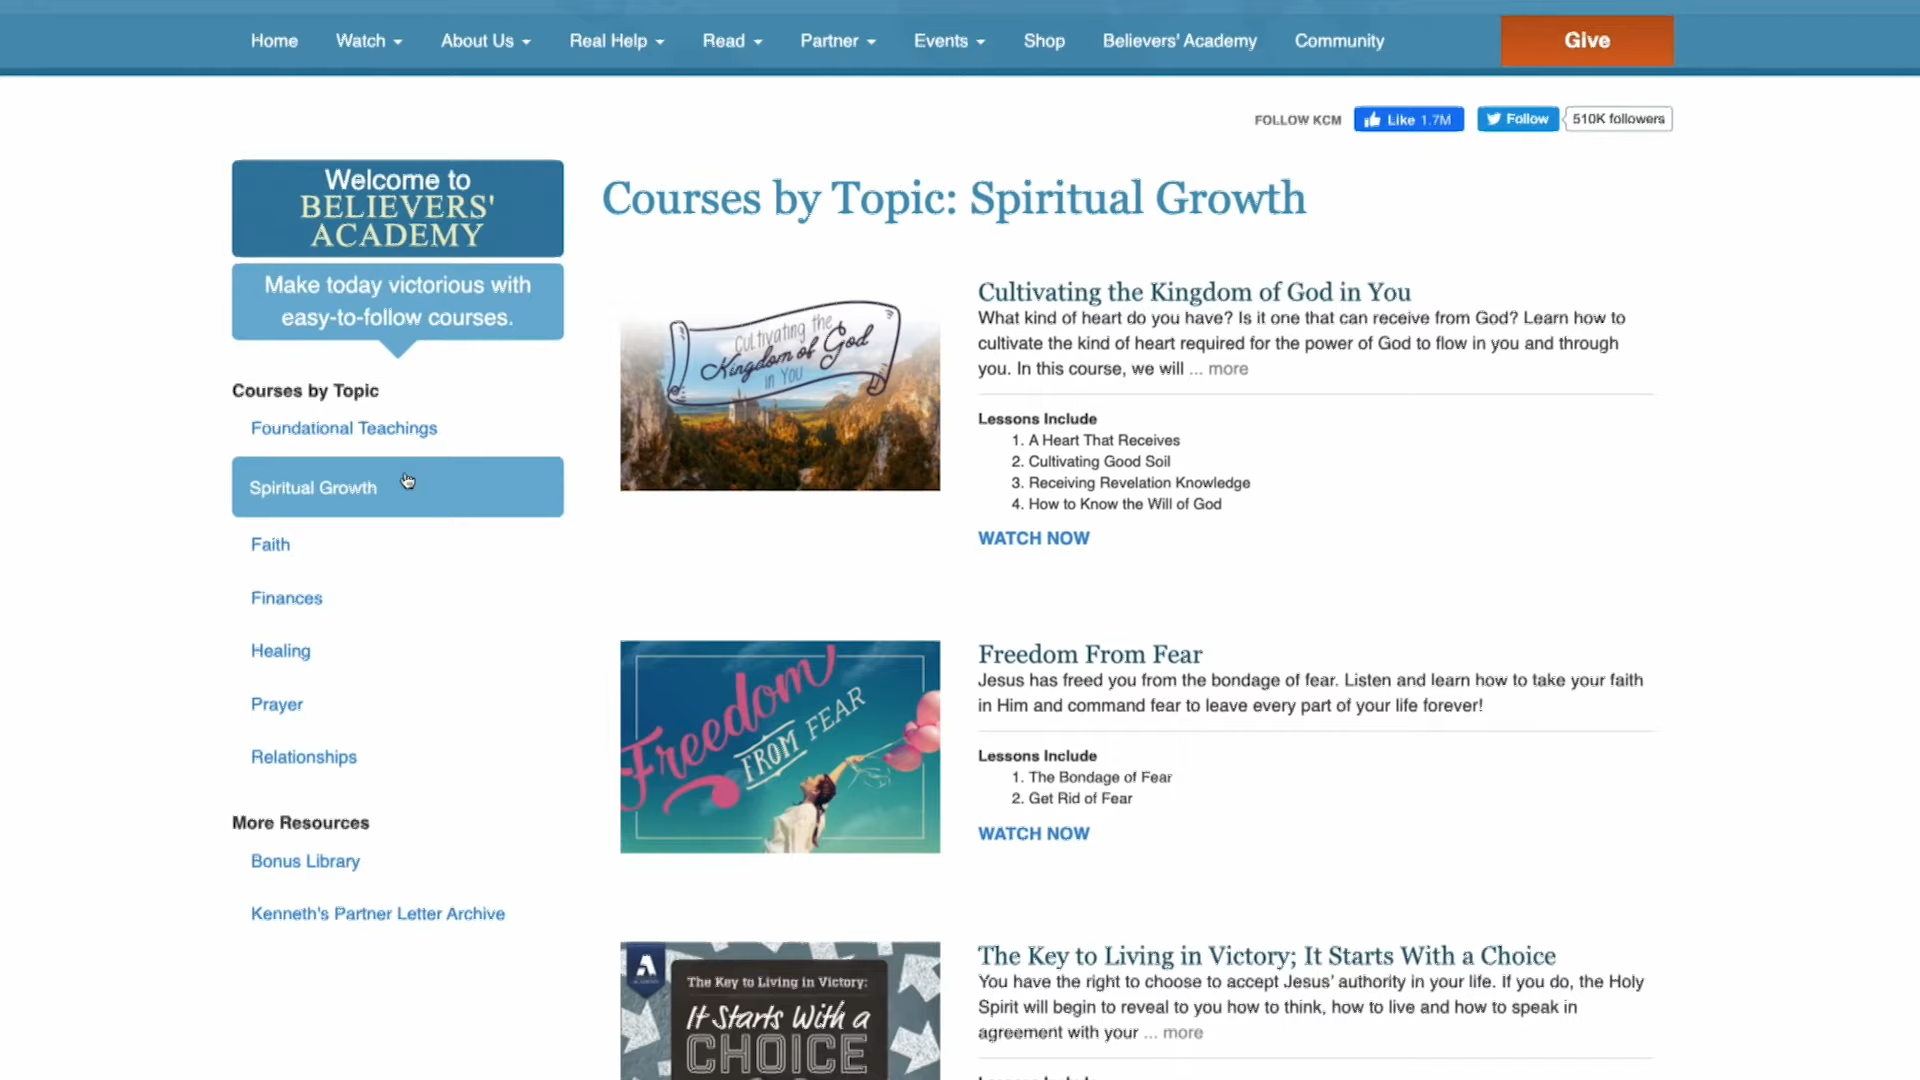 Home Watch About Us Real Help Read Partner Events Shop Believers' Academy Community Give
FOLLOW KCM Like 1.7M Follow 510K followers
Welcome to
BELIEVERS'
ACADEMY
Make today victorious with
easy-to-follow courses.
Courses by Topic
Foundational Teachings
Spiritual Growth
Faith
Finances
Healing
Prayer
Relationships
More Resources
Bonus Library
Kenneth's Partner Letter Archive
Courses by Topic: Spiritual Growth
Cultivating the
Kingdom of God
in You
Cultivating the Kingdom of God in You
What kind of heart do you have? Is it one that can receive from God? Learn how to
cultivate the kind of heart required for the power of God to flow in you and through
you. In this course, we will ... more
Lessons Include
1. A Heart That Receives
2. Cultivating Good Soil
3. Receiving Revelation Knowledge
4. How to Know the Will of God
WATCH NOW
Freedom
FROM FEAR
Freedom From Fear
Jesus has freed you from the bondage of fear. Listen and learn how to take your faith
in Him and command fear to leave every part of your life forever!
Lessons Include
1. The Bondage of Fear
2. Get Rid of Fear
WATCH NOW
A
ACADEMY
The Key to Living in Victory:
It Starts With a
CHOICE
The Key to Living in Victory; It Starts With a Choice
You have the right to choose to accept Jesus' authority in your life. If you do, the Holy
Spirit will begin to reveal to you how to think, how to live and how to speak in
agreement with your ... more